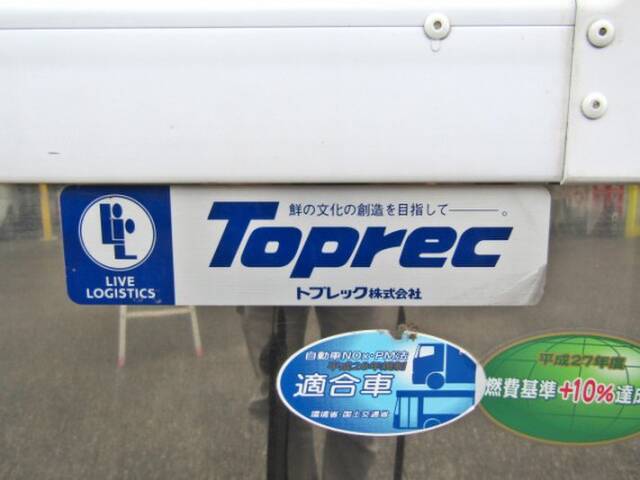 鮮の文化の創造を目指して———。
Toprec
トプレック株式会社
LIVE
LOGISTICS
自動車NOx・PM法
適合車
環境省・国土交通省
平成27年度
燃費基準+10%達成